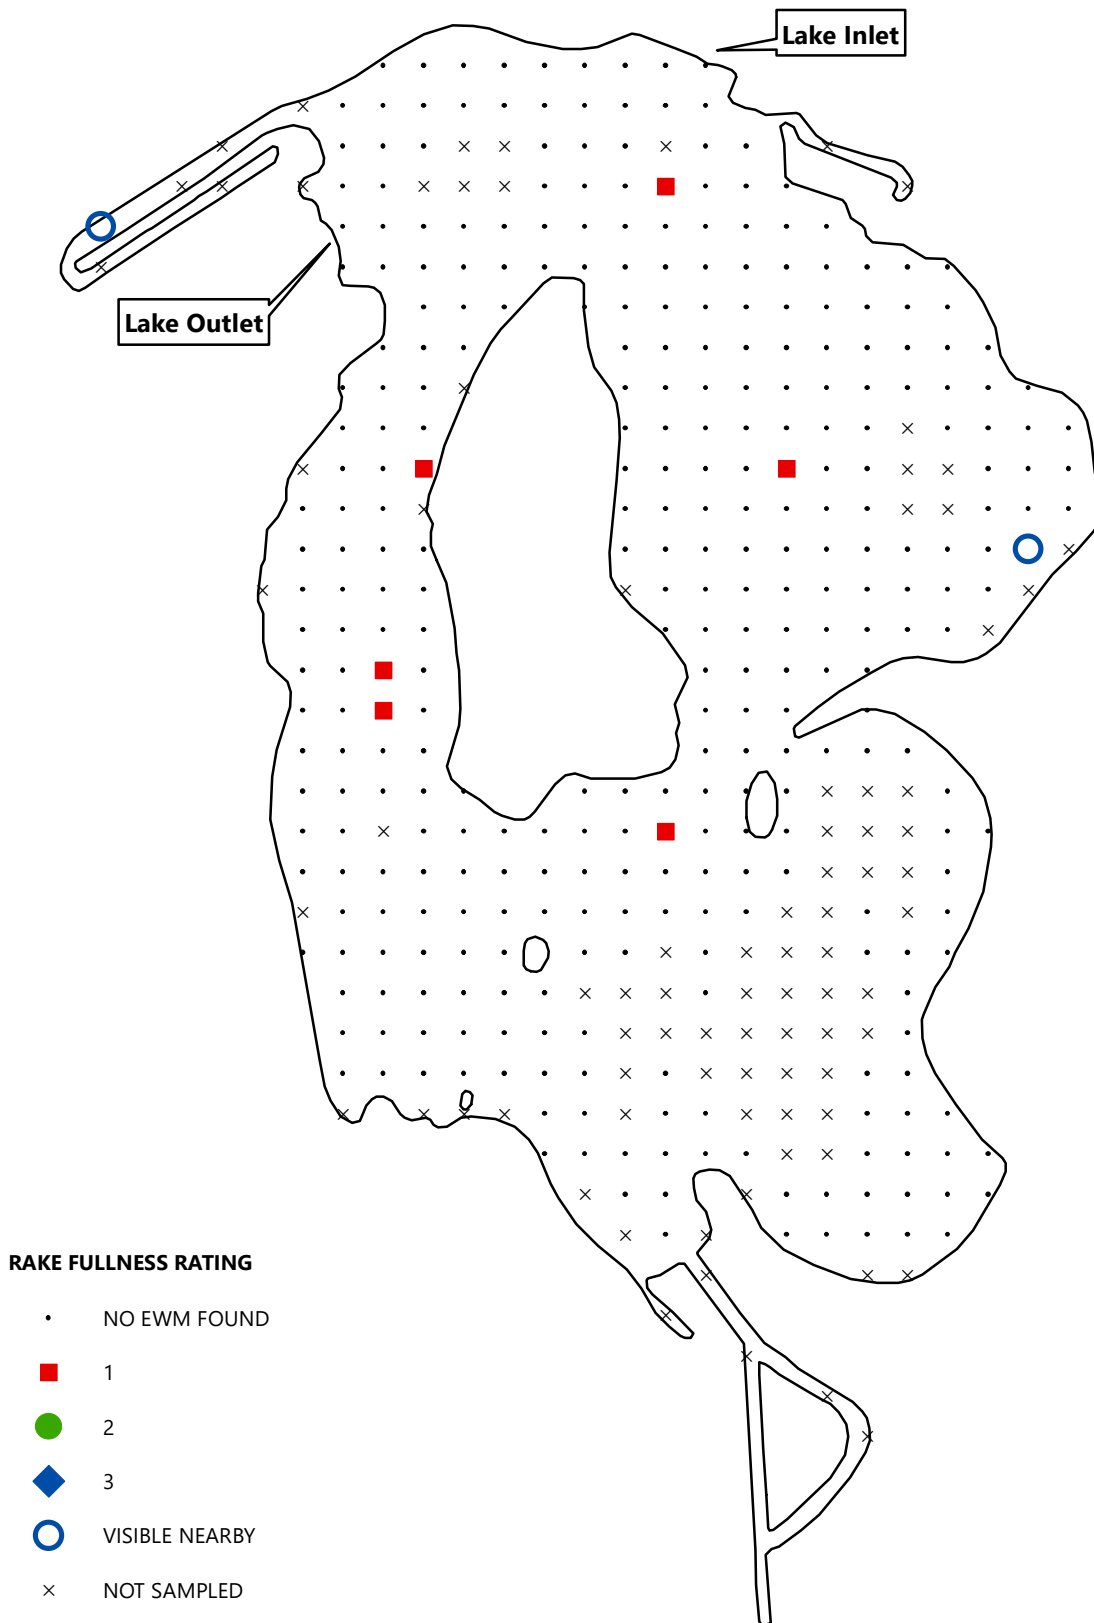 Lake Inlet
Lake Outlet
RAKE FULLNESS RATING
NO EWM FOUND
1
2
3
VISIBLE NEARBY
NOT SAMPLED